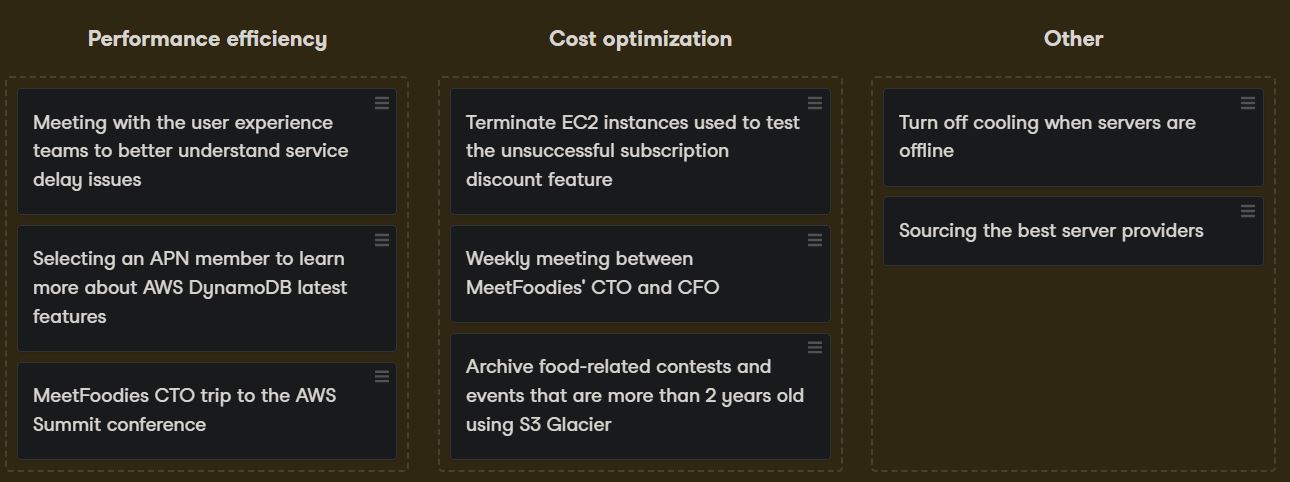 Performance efficiency
Meeting with the user experience
teams to better understand service
delay issues
Selecting an APN member to learn
more about AWS DynamoDB latest
features
MeetFoodies CTO trip to the AWS
Summit conference
Cost optimization
Terminate EC2 instances used to test
the unsuccessful subscription
discount feature
Weekly meeting between
MeetFoodies' CTO and CFO
Archive food-related contests and
events that are more than 2 years old
using S3 Glacier
Other
Turn off cooling when servers are
offline
Sourcing the best server providers